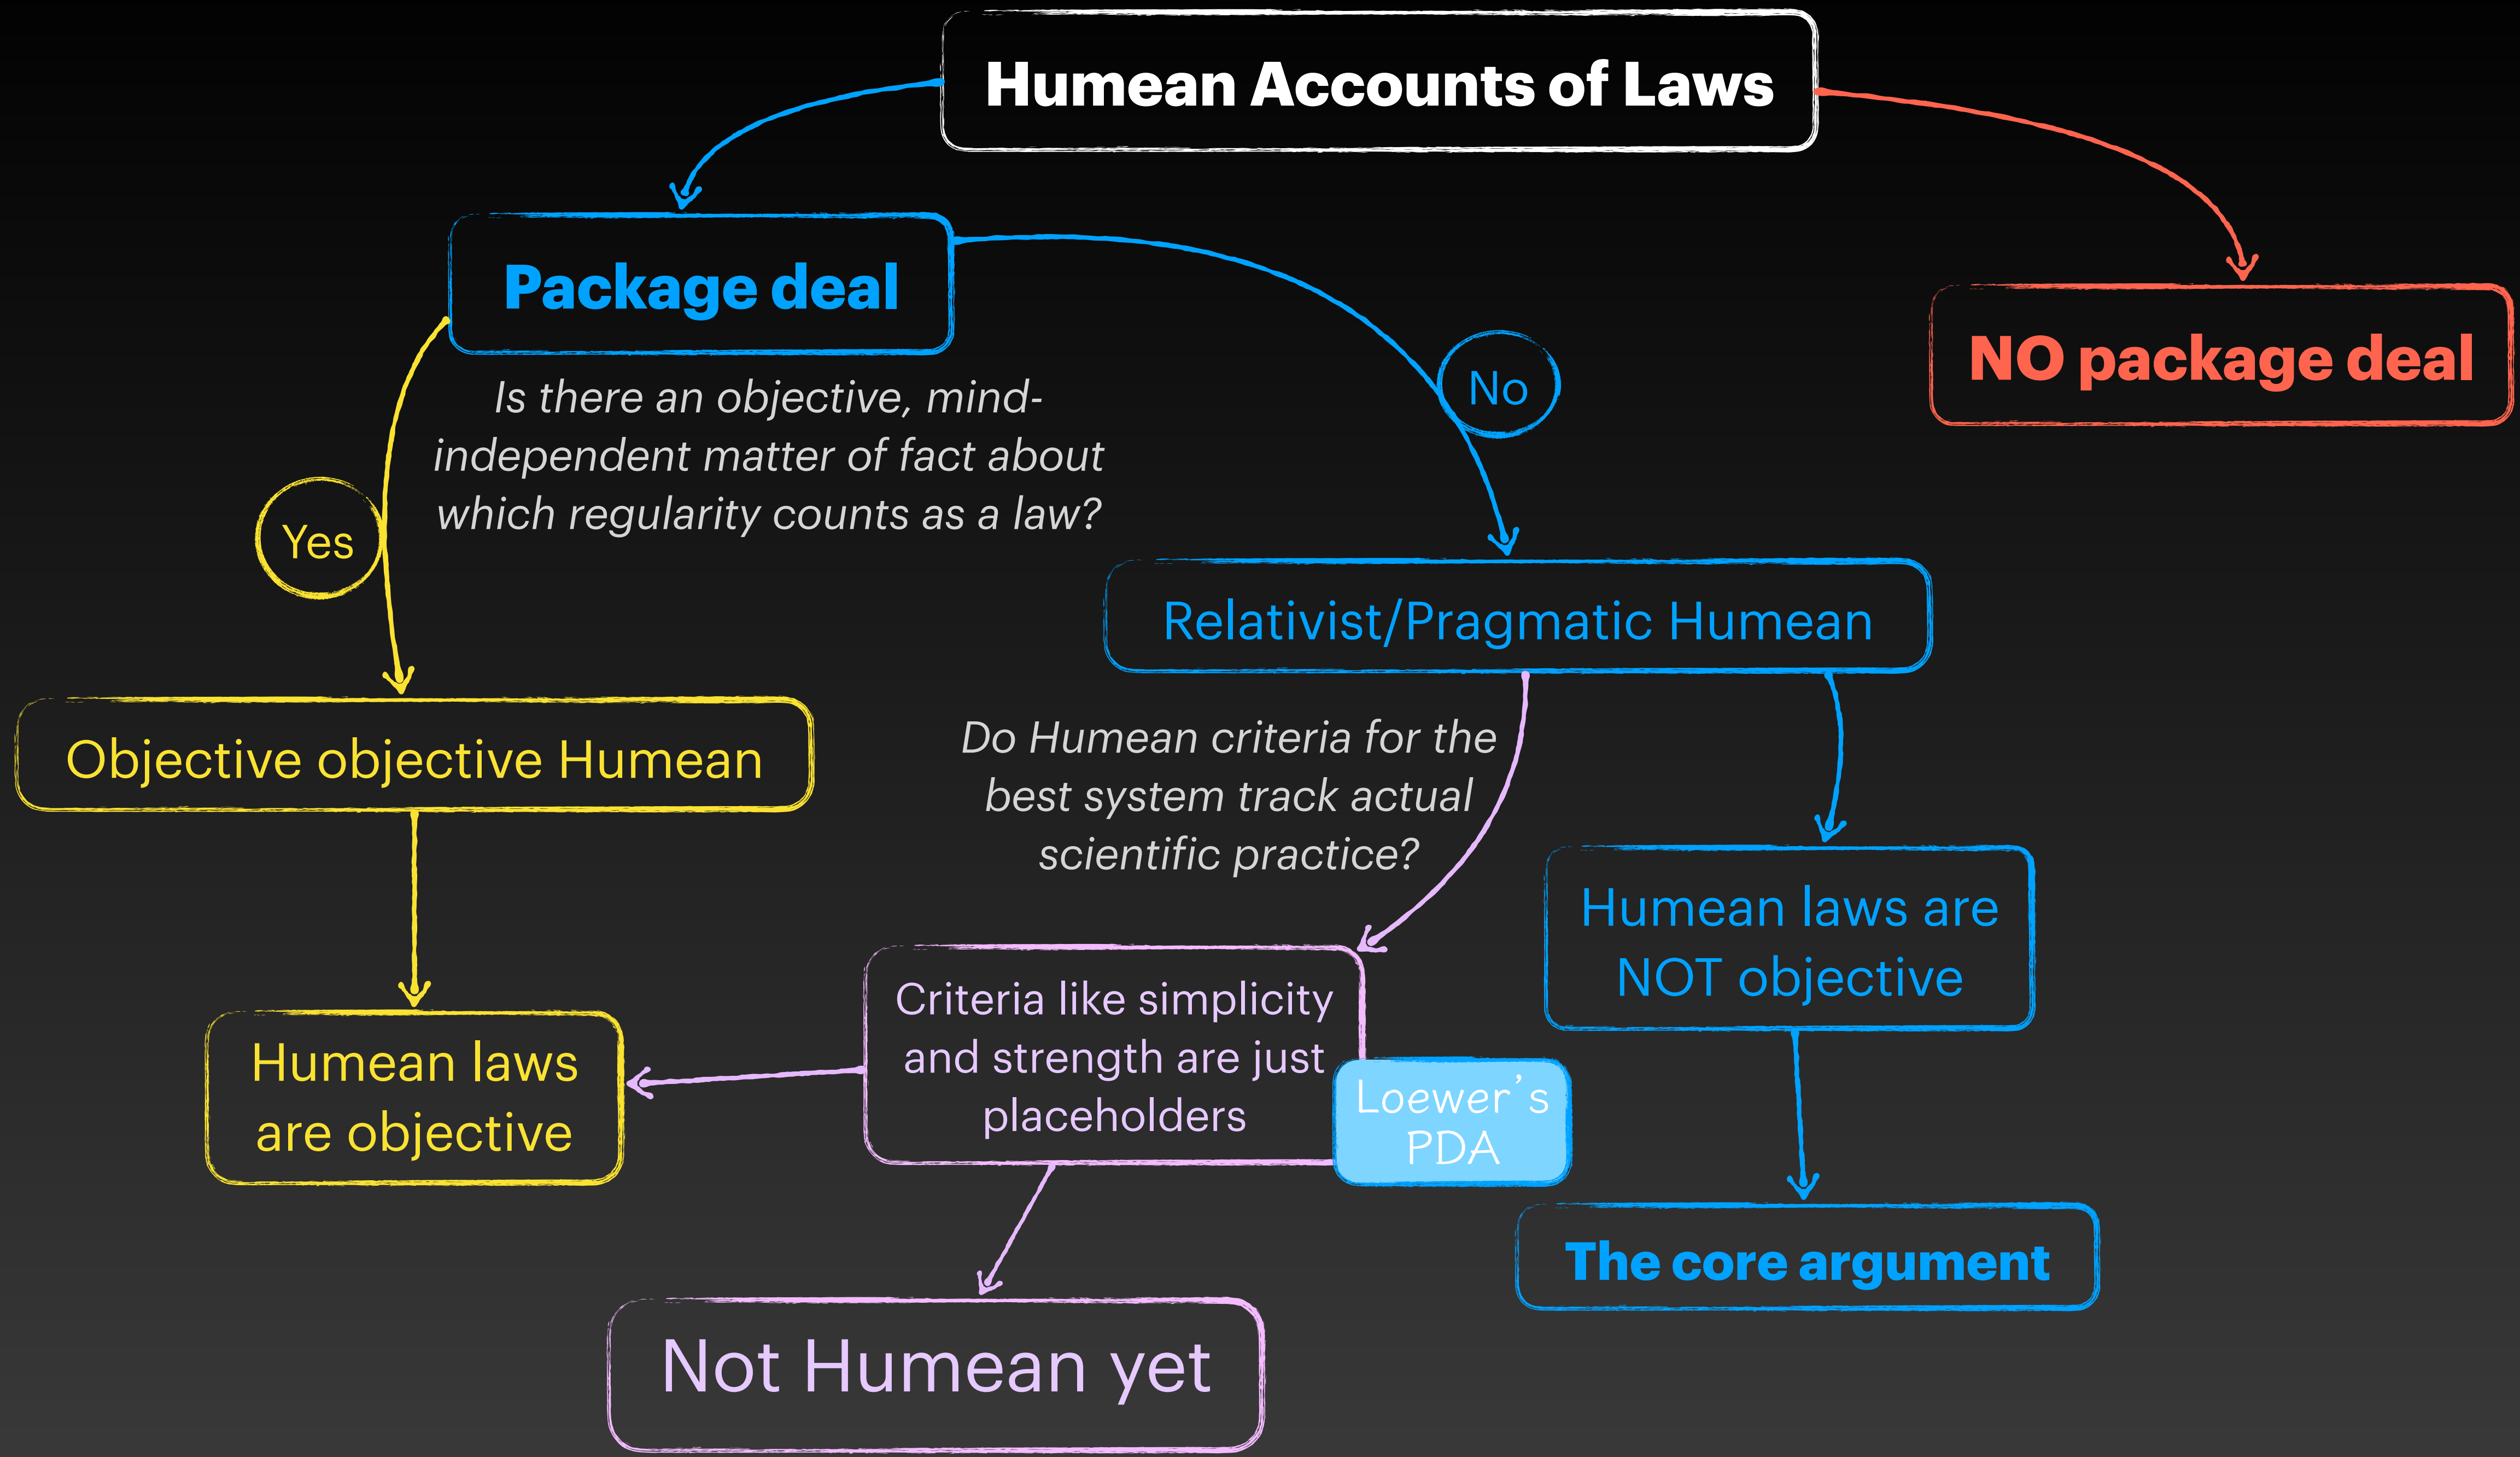 Humean Accounts of Laws
Package deal
NO package deal
Is there an objective, mind-
independent matter of fact about
which regularity counts as a law?
No
Yes
Relativist/Pragmatic Humean
Objective objective Humean
Do Humean criteria for the
best system track actual
scientific practice?
Humean laws are
NOT objective
Criteria like simplicity
and strength are just
placeholders
Humean laws
are objective
Loewer's
PDA
The core argument
Not Humean yet